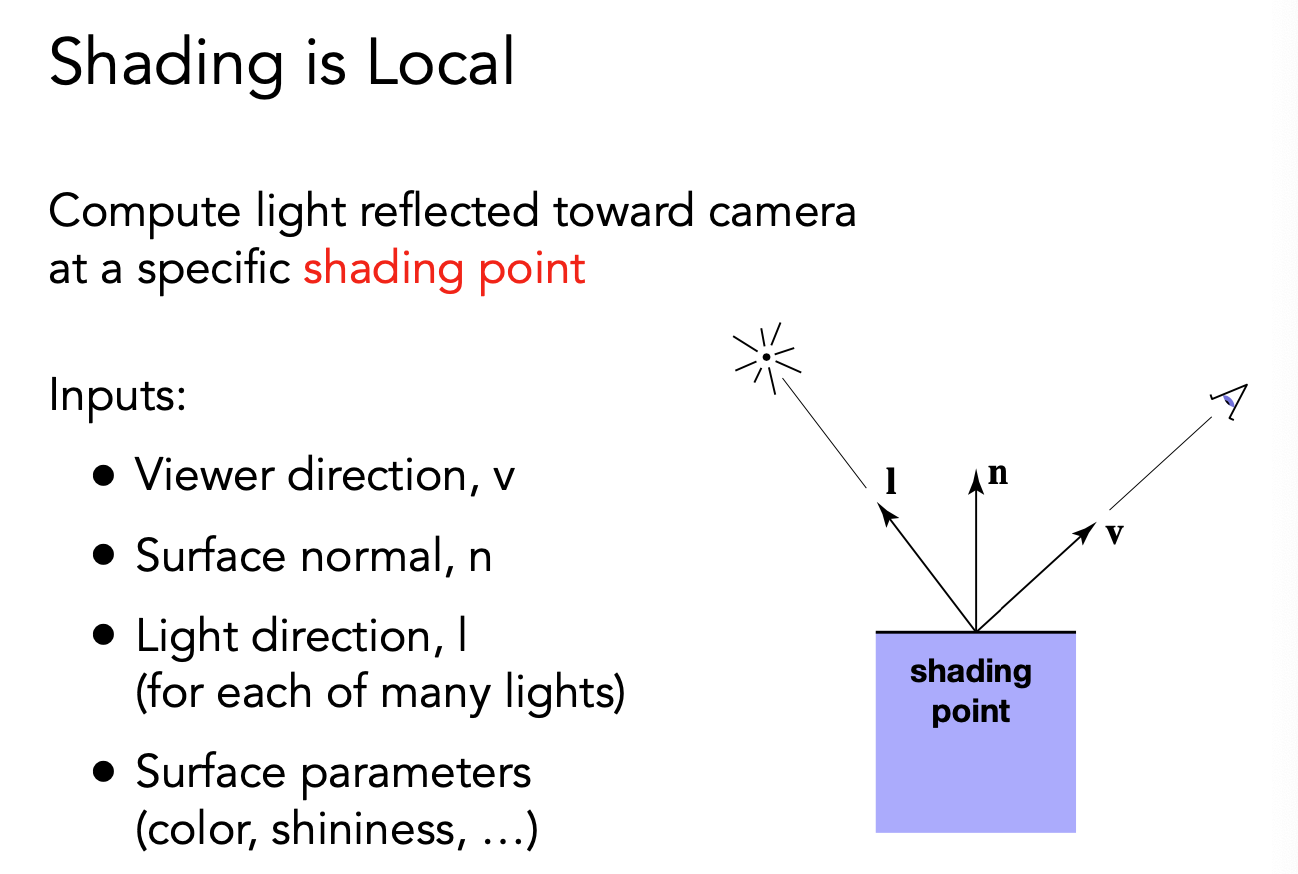 Shading is Local
Compute light reflected toward camera
at a specific shading point
Inputs:
● Viewer direction, v
● Surface normal, n
● Light direction, l
(for each of many lights)
● Surface parameters
(color, shininess, …)
l
n
v
shading
point